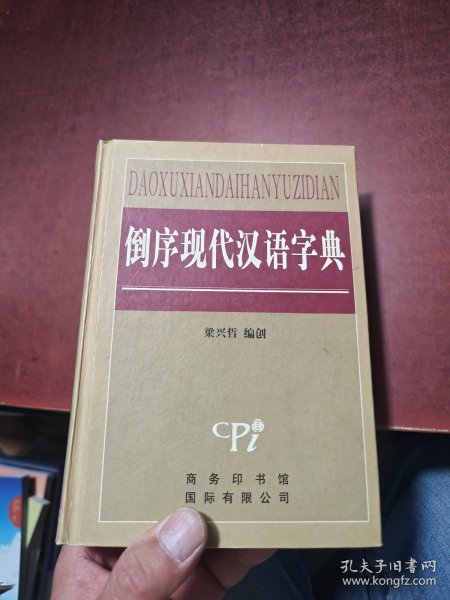 DAOXUXIANDAIHANYUZIDIAN
倒序现代汉语字典
梁兴哲 编创
CPi
商务印书馆
国际有限公司
孔夫子旧书网
www.kongfz.com